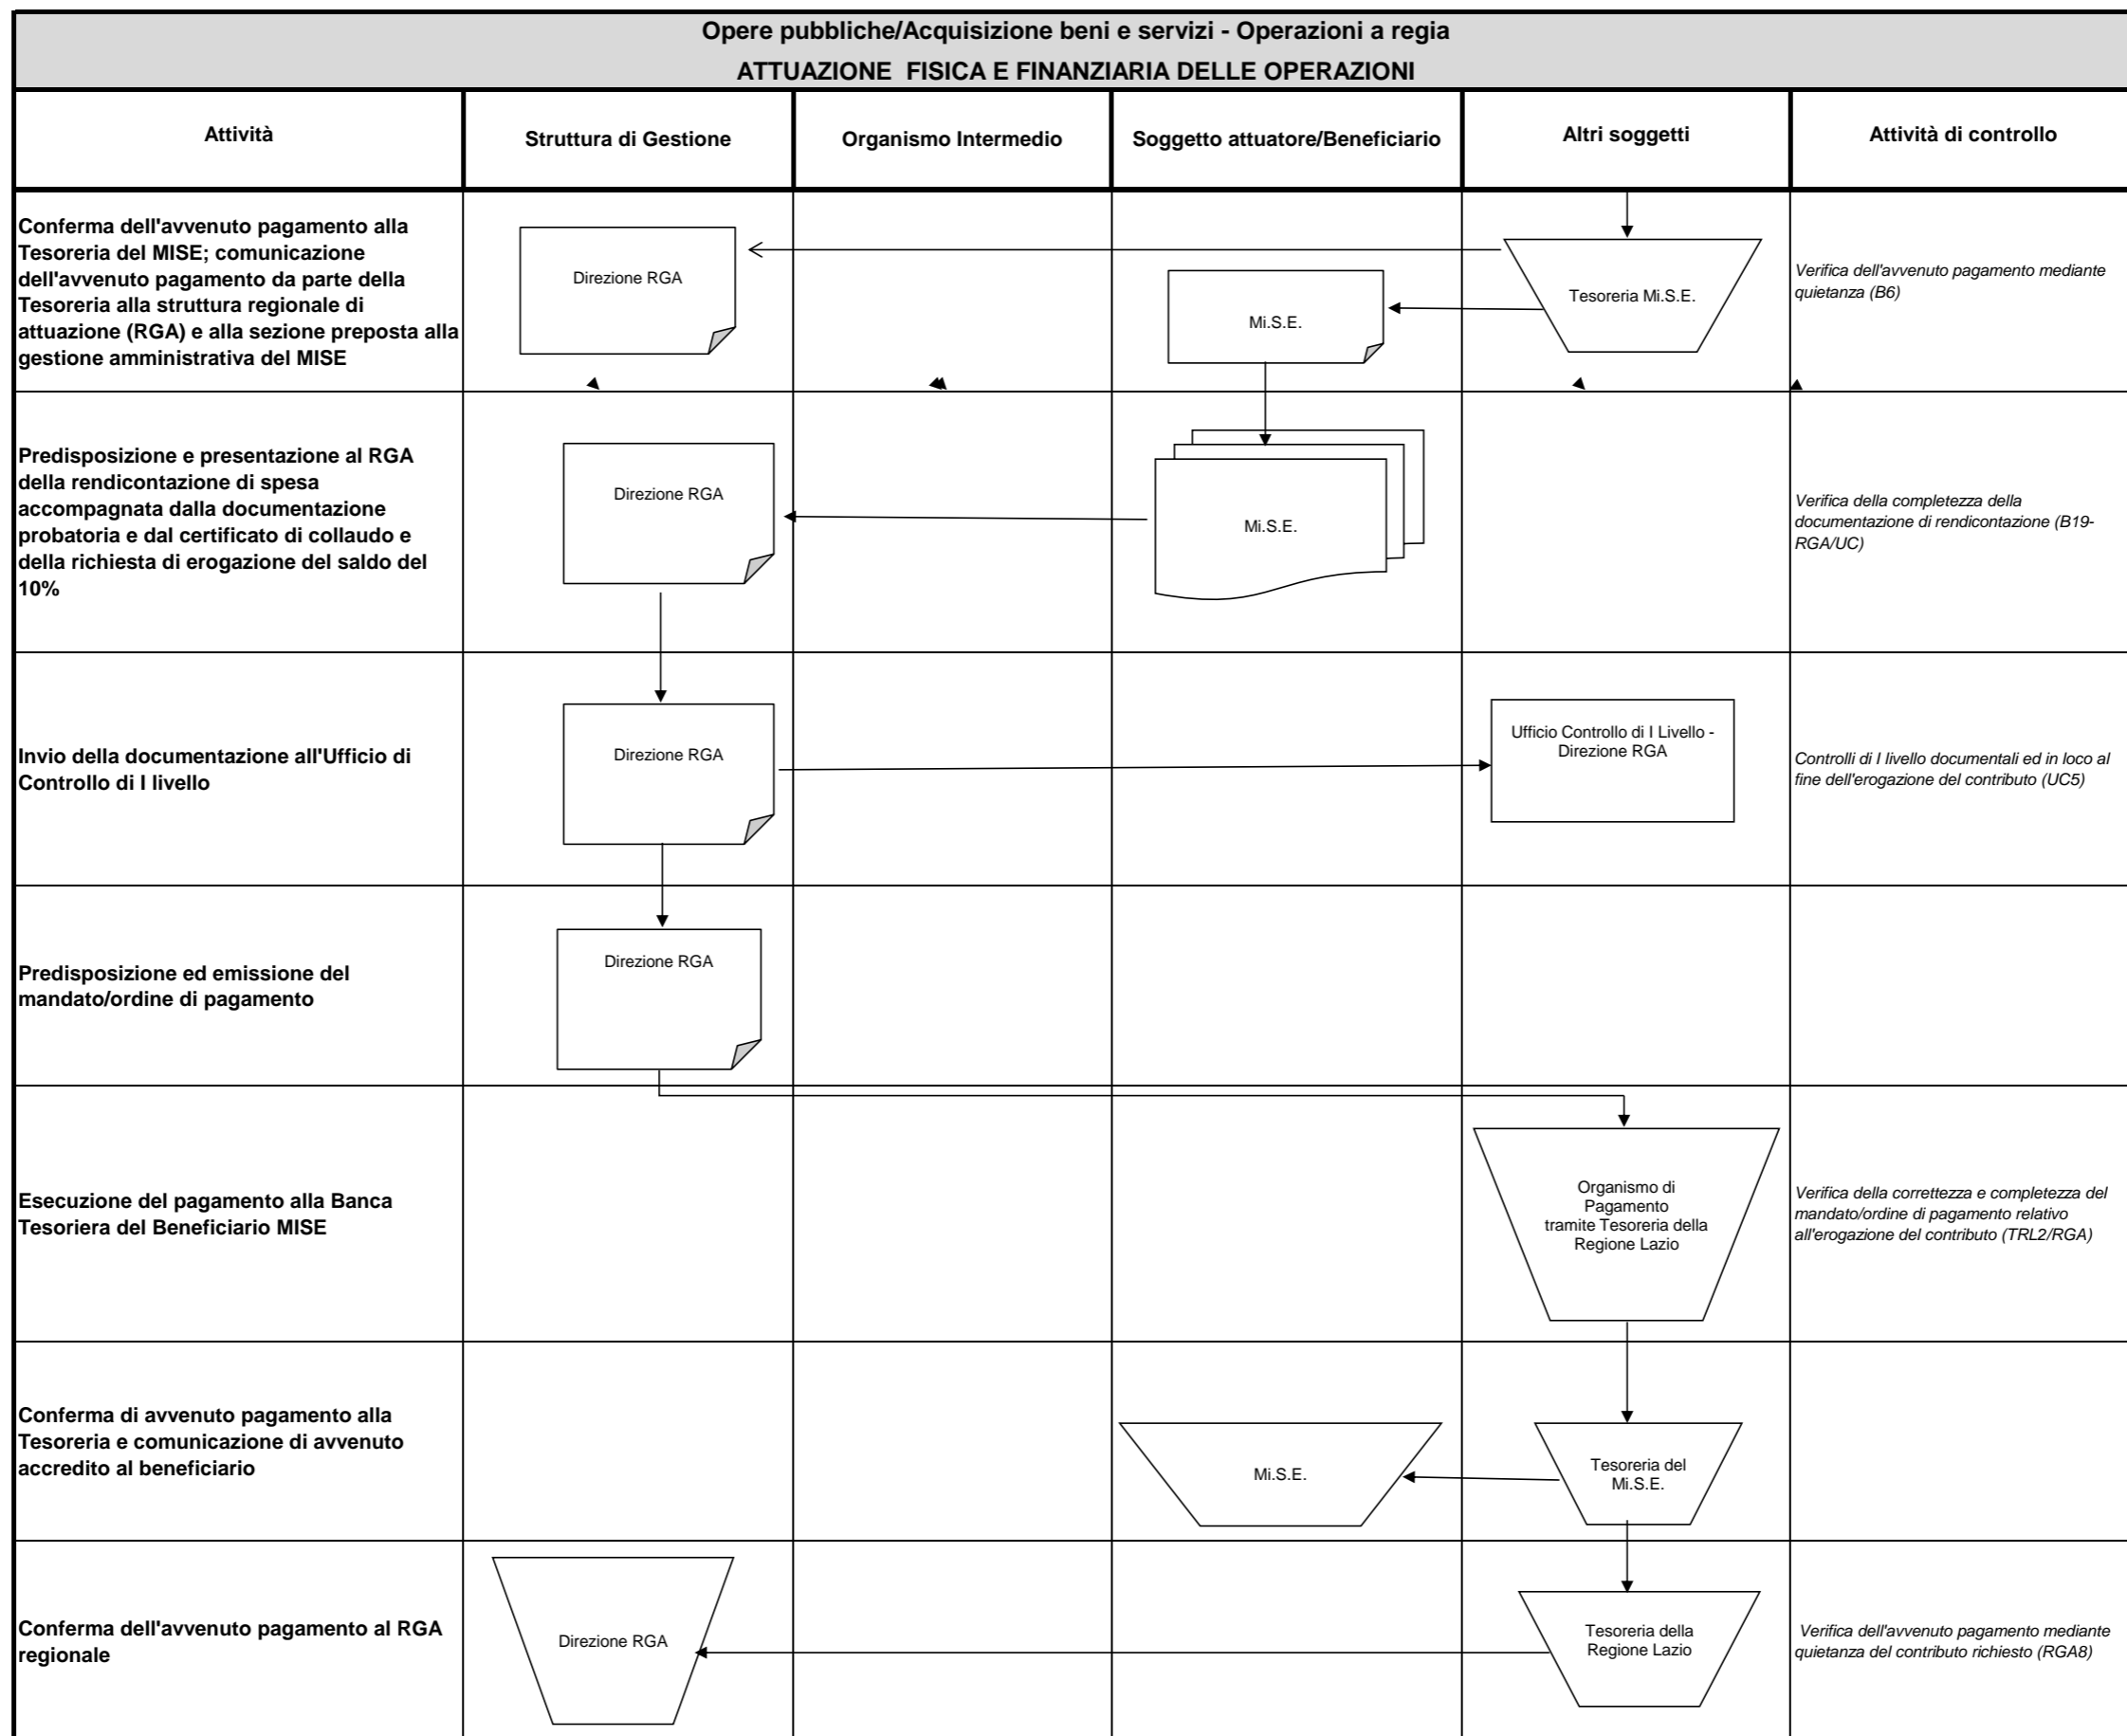 Opere pubbliche/Acquisizione beni e servizi - Operazioni a regia
ATTUAZIONE FISICA E FINANZIARIA DELLE OPERAZIONI
Attività
Struttura di Gestione
Organismo Intermedio
Soggetto attuatore/Beneficiario
Altri soggetti
Attività di controllo
Conferma dell'avvenuto pagamento alla
Tesoreria del MISE; comunicazione
dell'avvenuto pagamento da parte della
Tesoreria alla struttura regionale di
attuazione (RGA) e alla sezione preposta alla
gestione amministrativa del MISE
Direzione RGA
Mi.S.E.
Tesoreria Mi.S.E.
Verifica dell'avvenuto pagamento mediante
quietanza (B6)
Predisposizione e presentazione al RGA
della rendicontazione di spesa
accompagnata dalla documentazione
probatoria e dal certificato di collaudo e
della richiesta di erogazione del saldo del
10%
Direzione RGA
Mi.S.E.
Verifica della completezza della
documentazione di rendicontazione (B19-
RGA/UC)
Invio della documentazione all'Ufficio di
Controllo di I livello
Direzione RGA
Ufficio Controllo di I Livello -
Direzione RGA
Controlli di I livello documentali ed in loco al
fine dell'erogazione del contributo (UC5)
Predisposizione ed emissione del
mandato/ordine di pagamento
Direzione RGA
Esecuzione del pagamento alla Banca
Tesoriera del Beneficiario MISE
Organismo di
Pagamento
tramite Tesoreria della
Regione Lazio
Verifica della correttezza e completezza del
mandato/ordine di pagamento relativo
all'erogazione del contributo (TRL2/RGA)
Conferma di avvenuto pagamento alla
Tesoreria e comunicazione di avvenuto
accredito al beneficiario
Mi.S.E.
Tesoreria del
Mi.S.E.
Conferma dell'avvenuto pagamento al RGA
regionale
Direzione RGA
Tesoreria della
Regione Lazio
Verifica dell'avvenuto pagamento mediante
quietanza del contributo richiesto (RGA8)